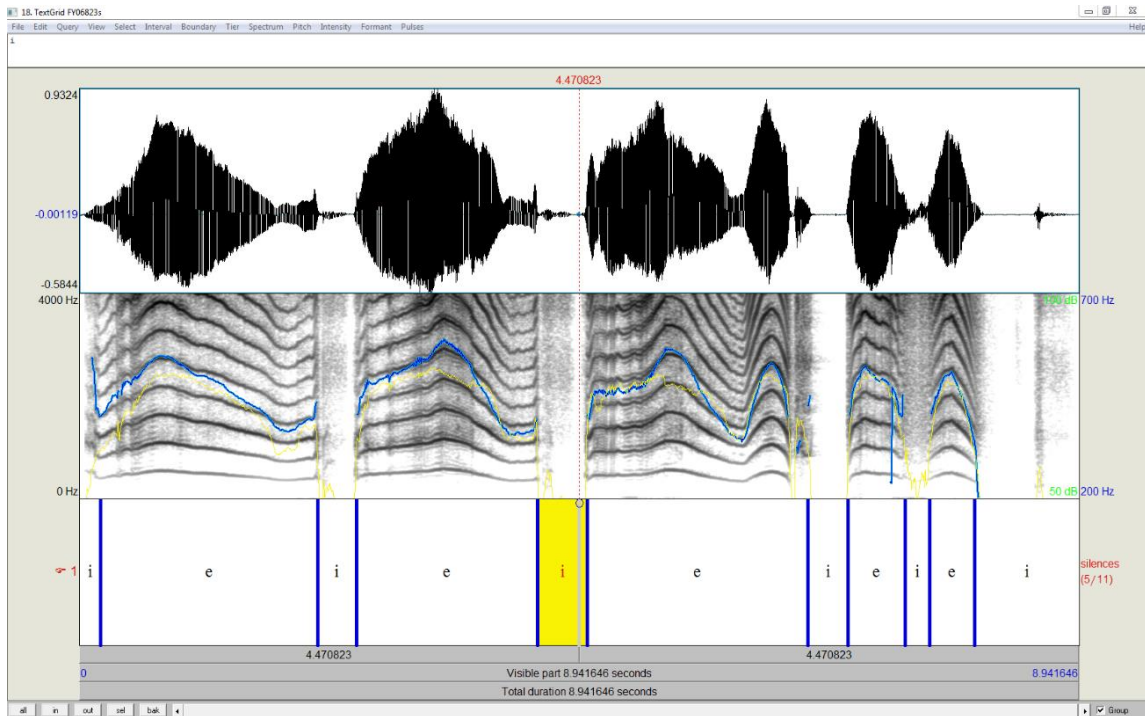 18. TextGrid FY06823s
File Edit Query View Select Interval Boundary Tier Spectrum Pitch Intensity Formant Pulses Help
i
4.470823
0.9324
-0.00119
-0.5844
4000 Hz 100 dB 700 Hz
0 Hz 50 dB 200 Hz
1 i e i e i e i e i e i silences
(5/11)
4.470823 4.470823
0 Visible part 8.941646 seconds 8.941646
Total duration 8.941646 seconds
all in out sel bak Group